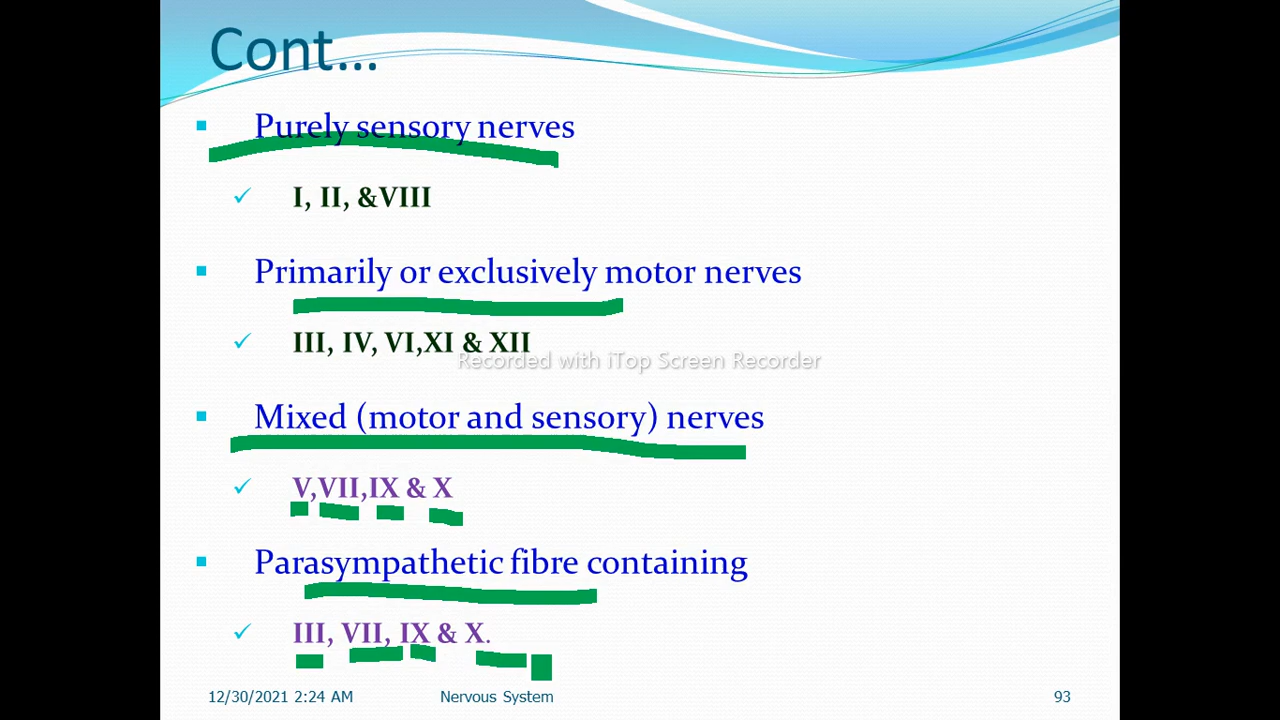 Cont...
Purely sensory nerves
I, II, &VIII
Primarily or exclusively motor nerves
III, IV, VI,XI & XII
Recorded with iTop Screen Recorder
Mixed (motor and sensory) nerves
V,VII,IX & X
Parasympathetic fibre containing
III, VII, IX & X.
12/30/2021 2:24 AM Nervous System 93